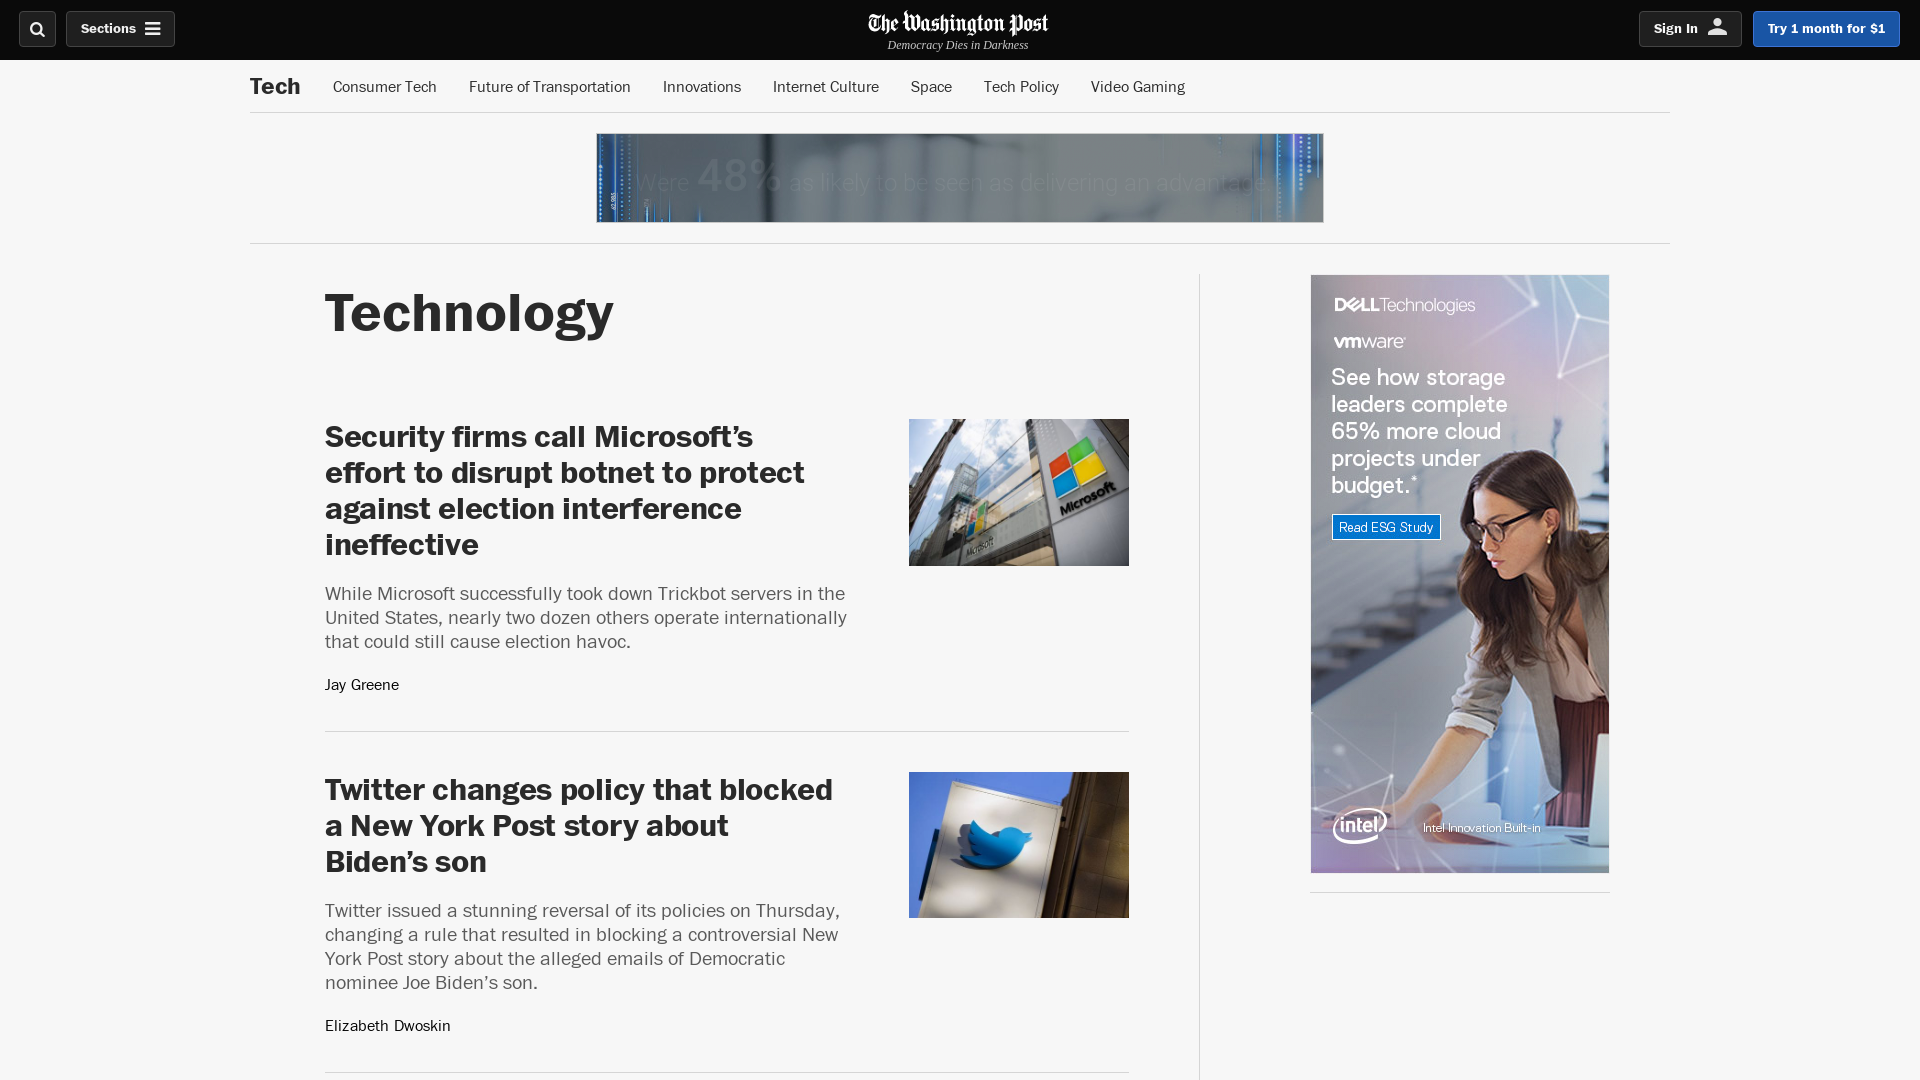 Sections
The Washington Post
Democracy Dies in Darkness
Sign In
Try 1 month for $1
Tech
Consumer Tech
Future of Transportation
Innovations
Internet Culture
Space
Tech Policy
Video Gaming
Were 48% as likely to be seen as delivering an advantage
Technology
Security firms call Microsoft’s
effort to disrupt botnet to protect
against election interference
ineffective
While Microsoft successfully took down Trickbot servers in the
United States, nearly two dozen others operate internationally
that could still cause election havoc.
Jay Greene
Microsoft
Microsoft
Twitter changes policy that blocked
a New York Post story about
Biden’s son
Twitter issued a stunning reversal of its policies on Thursday,
changing a rule that resulted in blocking a controversial New
York Post story about the alleged emails of Democratic
nominee Joe Biden’s son.
Elizabeth Dwoskin
DELL Technologies
vmware
See how storage
leaders complete
65% more cloud
projects under
budget.*
Read ESG Study
intel
Intel Innovation Built-in